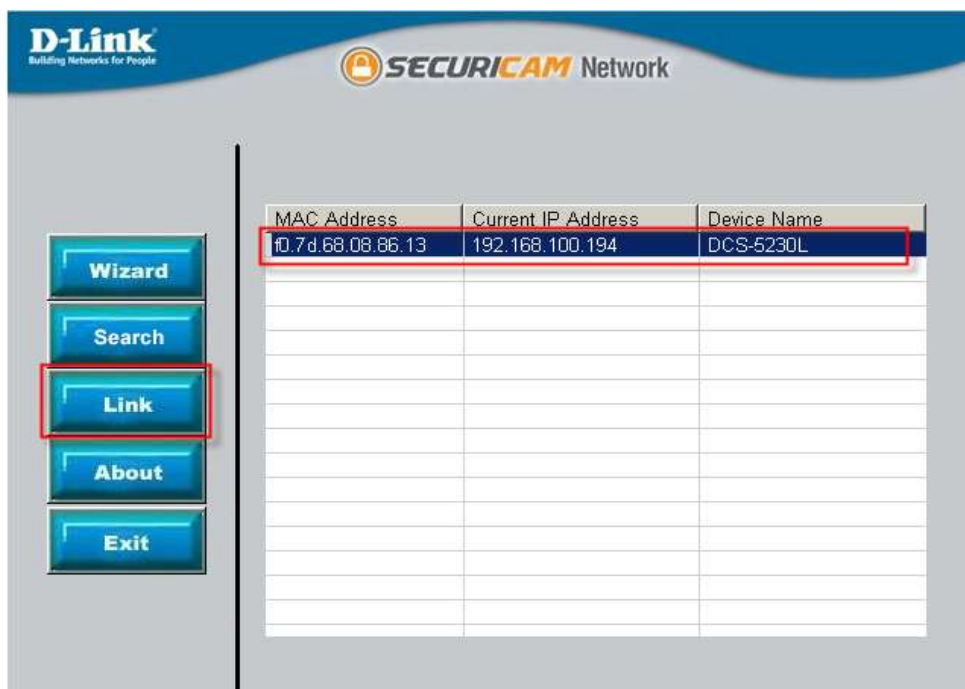 D-Link
Building Networks for People
SECURICAM Network
MAC Address Current IP Address Device Name
f0.7d.68.08.86.13 192.168.100.194 DCS-5230L
Wizard
Search
Link
About
Exit